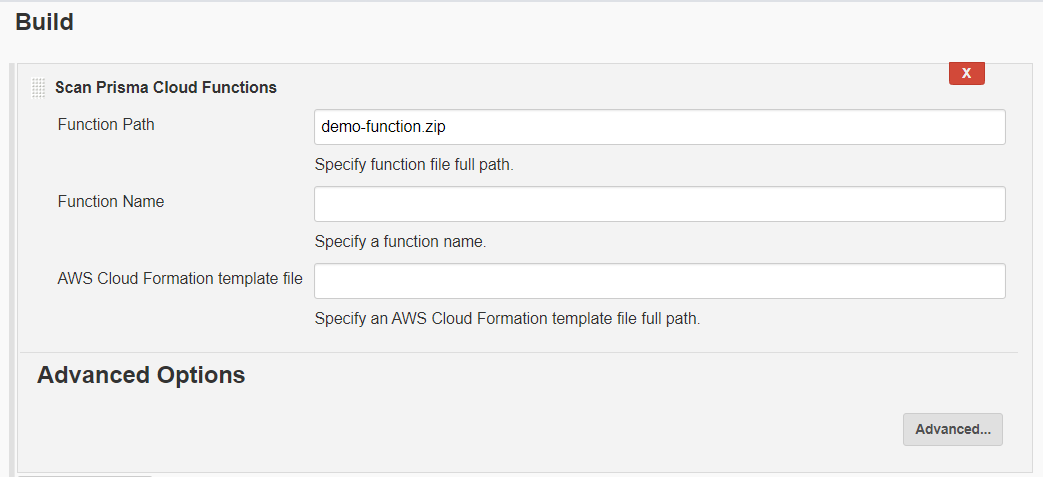 Build
X
Scan Prisma Cloud Functions
Function Path
demo-function.zip
Specify function file full path.
Function Name
Specify a function name.
AWS Cloud Formation template file
Specify an AWS Cloud Formation template file full path.
Advanced Options
Advanced...